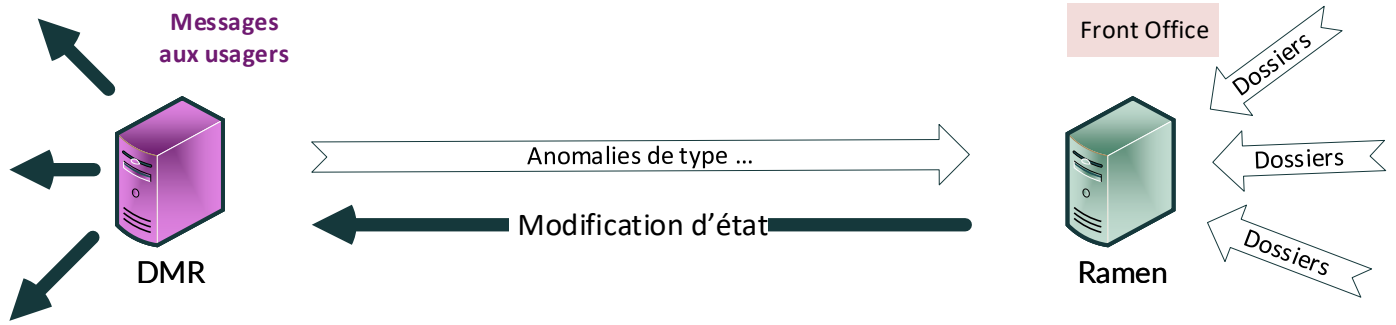 Messages
aux usagers
Front Office
Dossiers
Anomalies de type ...
Dossiers
Modification d’état
Dossiers
DMR
Ramen